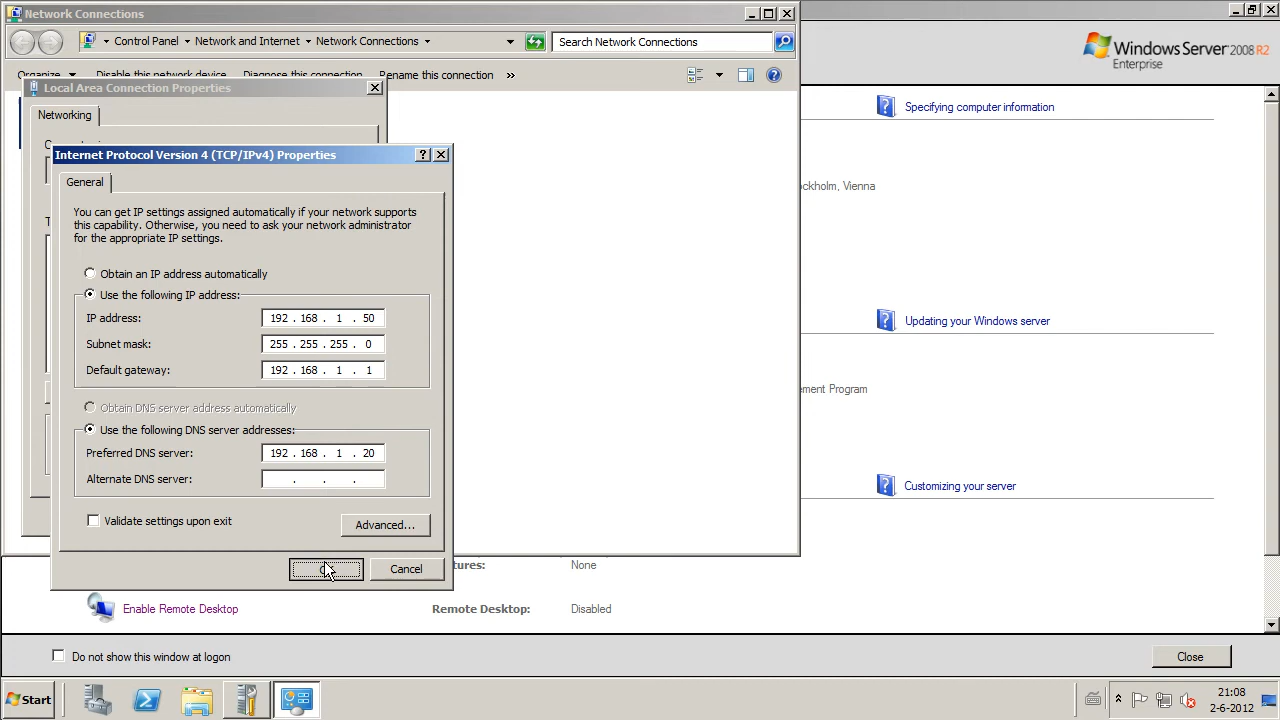 Network Connections
Control Panel
Network and Internet
Network Connections
Search Network Connections
Windows Server 2008 R2
Enterprise
Organize
Disable this network device
Diagnose this connection
Rename this connection
»
Local Area Connection Properties
Networking
Specifying computer information
Internet Protocol Version 4 (TCP/IPv4) Properties
General
ockholm, Vienna
You can get IP settings assigned automatically if your network supports
this capability. Otherwise, you need to ask your network administrator
for the appropriate IP settings.
Obtain an IP address automatically
Use the following IP address:
IP address:
192 . 168 . 1 . 50
Updating your Windows server
Subnet mask:
255 . 255 . 255 . 0
Default gateway:
192 . 168 . 1 . 1
ement Program
Obtain DNS server address automatically
Use the following DNS server addresses:
Preferred DNS server:
192 . 168 . 1 . 20
Alternate DNS server:
. . .
Customizing your server
Validate settings upon exit
Advanced...
Cancel
tures:
None
Enable Remote Desktop
Remote Desktop:
Disabled
Do not show this window at logon
Close
Start
21:08
2-6-2012